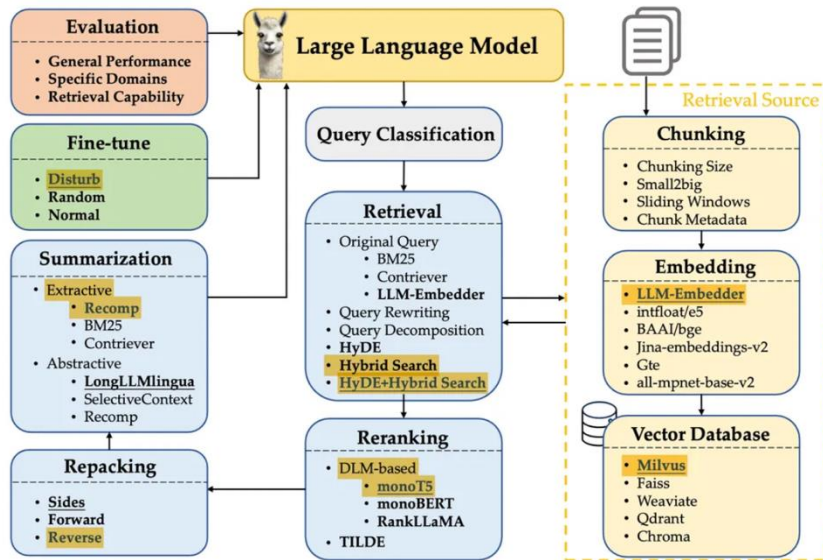 Evaluation
• General Performance
• Specific Domains
• Retrieval Capability
Large Language Model
Fine-tune
• Disturb
• Random
• Normal
Query Classification
Summarization
• Extractive
• Recomp
• BM25
• Contriever
• Abstractive
• LongLLMlingua
• SelectiveContext
• Recomp
Retrieval
• Original Query
• BM25
• Contriever
• LLM-Embedder
• Query Rewriting
• Query Decomposition
• HyDE
• Hybrid Search
• HyDE+Hybrid Search
Repacking
• Sides
• Forward
• Reverse
Reranking
• DLM-based
• monoT5
• monoBERT
• RankLLaMA
• TILDE
Retrieval Source
Chunking
• Chunking Size
• Small2big
• Sliding Windows
• Chunk Metadata
Embedding
• LLM-Embedder
• intfloat/e5
• BAAI/bge
• Jina-embeddings-v2
• Gte
• all-mpnet-base-v2
Vector Database
• Milvus
• Faiss
• Weaviate
• Qdrant
• Chroma